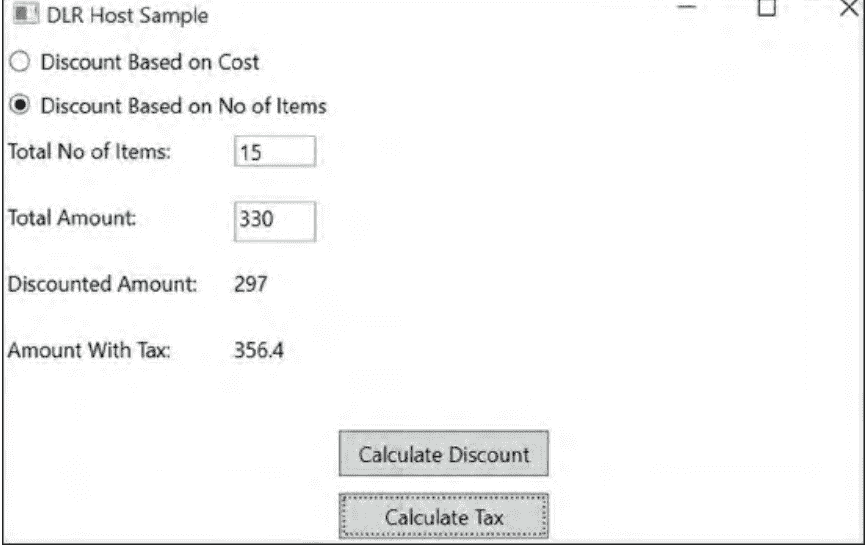 DLR Host Sample
Discount Based on Cost
Discount Based on No of Items
Total No of Items: 15
Total Amount: 330
Discounted Amount: 297
Amount With Tax: 356.4
Calculate Discount
Calculate Tax